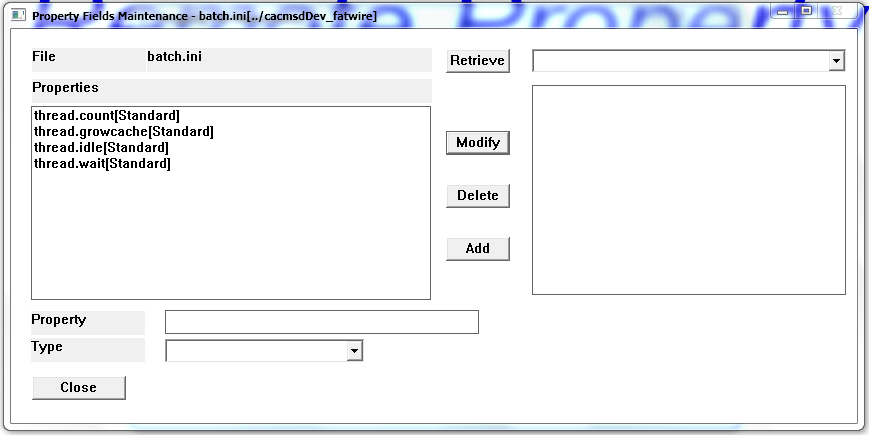 Property Fields Maintenance - batch.ini[../cacmsdDev_fatwire]
File batch.ini
Retrieve
Properties
thread.count[Standard]
thread.growcache[Standard]
thread.idle[Standard]
thread.wait[Standard]
Modify
Delete
Add
Property
Type
Close